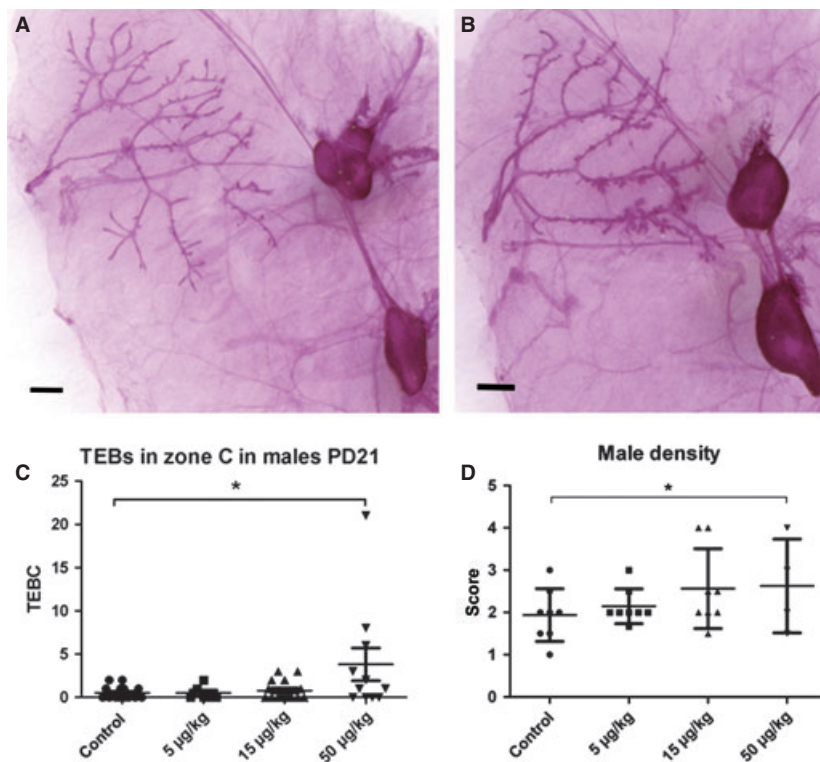 A
B
C
TEBs in zone C in males PD21
*
25
20
15
10
5
0
TEBC
Control
5 µg/kg
15 µg/kg
50 µg/kg
D
Male density
*
5
4
3
2
1
0
Score
Control
5 µg/kg
15 µg/kg
50 µg/kg